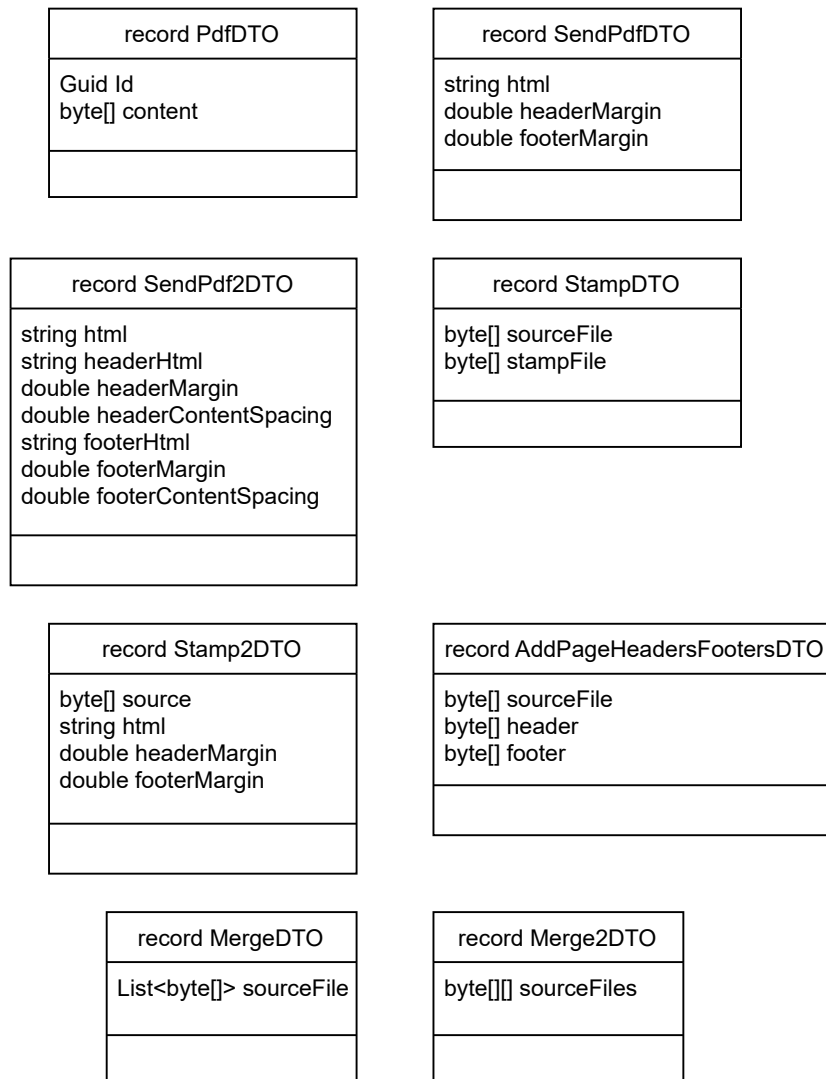 record PdfDTO
Guid Id
byte[] content
record SendPdfDTO
string html
double headerMargin
double footerMargin
record SendPdf2DTO
string html
string headerHtml
double headerMargin
double headerContentSpacing
string footerHtml
double footerMargin
double footerContentSpacing
record StampDTO
byte[] sourceFile
byte[] stampFile
record Stamp2DTO
byte[] source
string html
double headerMargin
double footerMargin
record AddPageHeadersFootersDTO
byte[] sourceFile
byte[] header
byte[] footer
record MergeDTO
List<byte[]> sourceFile
record Merge2DTO
byte[][] sourceFiles